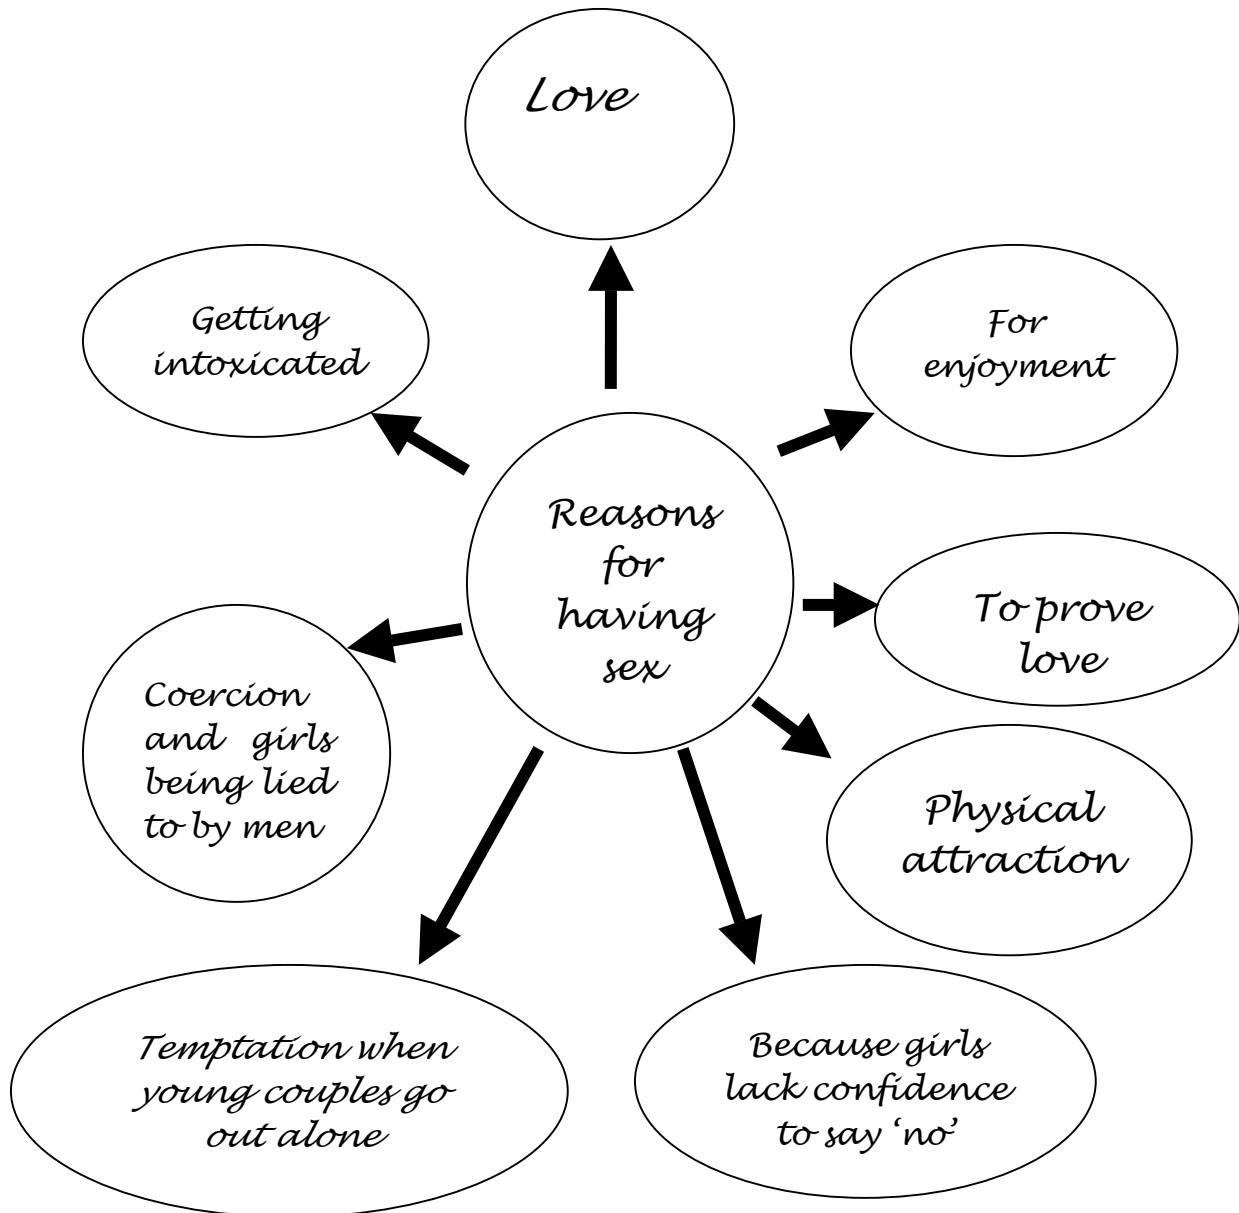 Love
Getting
intoxicated
For
enjoyment
Reasons
for
having
sex
To prove
love
Coercion
and girls
being lied
to by men
Physical
attraction
Temptation when
young couples go
out alone
Because girls
lack confidence
to say ‘no’